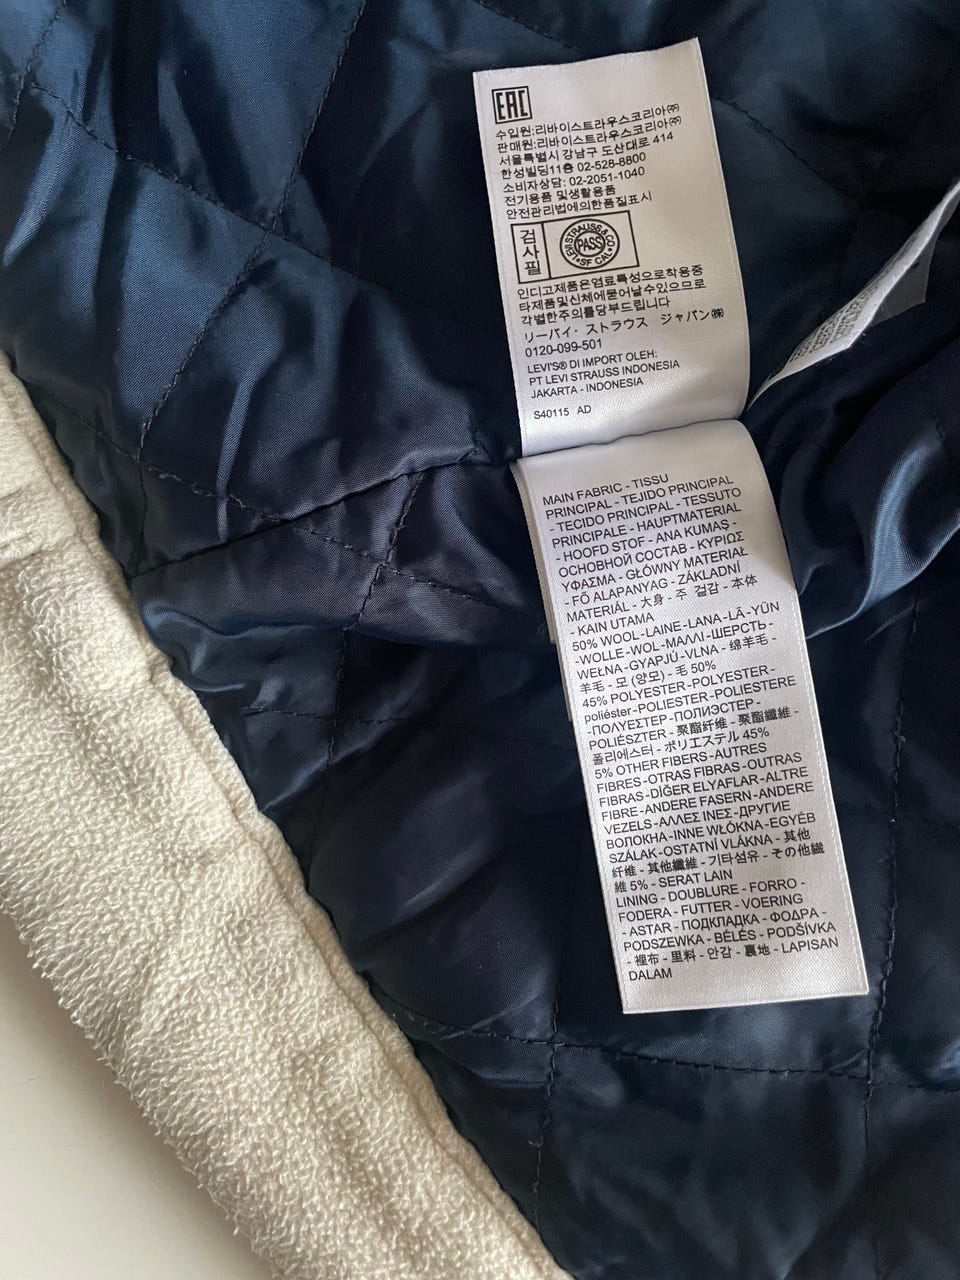 EAC
수입원:리바이스트라우스코리아㈜
판매원:리바이스트라우스코리아㈜
서울특별시 강남구 도산대로 414
한성빌딩11층 02-528-8800
소비자상담: 02-2051-1040
전기용품 및생활용품
안전관리법에의한품질표시
검사필
LEVI STRAUSS & CO
PASS
SF CAL
인디고제품은염료특성으로착용중
타제품및신체에묻어날수있으므로
각별한주의를당부드립니다
リーバイ・ストラウス ジャパン㈱
0120-099-501
LEVI'S® DI IMPORT OLEH:
PT LEVI STRAUSS INDONESIA
JAKARTA - INDONESIA
S40115 AD
MAIN FABRIC - TISSU
PRINCIPAL - TEJIDO PRINCIPAL
- TECIDO PRINCIPAL - TESSUTO
PRINCIPALE - HAUPTMATERIAL
- HOOFD STOF - ANA KUMAŞ -
ОСНОВНОЙ СОСТАВ - ΚΥΡΙΩΣ
ΥΦΑΣΜΑ - GŁÓWNY MATERIAŁ
- FŐ ALAPANYAG - ZÁKLADNÍ
MATERIÁL - 大身 - 주 겉감 - 本体
- KAIN UTAMA
50% WOOL-LAINE-LANA-LÃ-YÜN
-WOLLE-WOL-ΜΑΛΛΙ-ШЕРСТЬ -
WEŁNA-GYAPJÚ-VLNA - 绵羊毛 -
羊毛 - 모 (양모) - 毛 50%
45% POLYESTER-POLYESTER-
poliéster-POLIESTER-POLIESTERE
-ΠΟΛΥΕΣΤΕΡ-ПОЛИЭСТЕР -
POLIÉSZTER - 聚酯纤维 - 聚酯纖維 -
폴리에스터 - ポリエステル 45%
5% OTHER FIBERS-AUTRES
FIBRES-OTRAS FIBRAS-OUTRAS
FIBRAS-DİĞER ELYAFLAR-ALTRE
FIBRE-ANDERE FASERN-ANDERE
VEZELS-ΑΛΛΕΣ ΙΝΕΣ-ДРУГИЕ
ВОЛОКНА-INNE WŁÓKNA-EGYÉB
SZÁLAK-OSTATNÍ VLÁKNA - 其他
纤维 - 其他纖維 - 기타섬유 - その他繊
維 5% - SERAT LAIN
LINING - DOUBLURE - FORRO -
FODERA - FUTTER - VOERING
- ASTAR - ПОДКЛАДКА - ΦΟΔΡΑ -
PODSZEWKA - BÉLÉS - PODŠÍVKA
- 裡布 - 里料 - 안감 - 裏地 - LAPISAN
DALAM